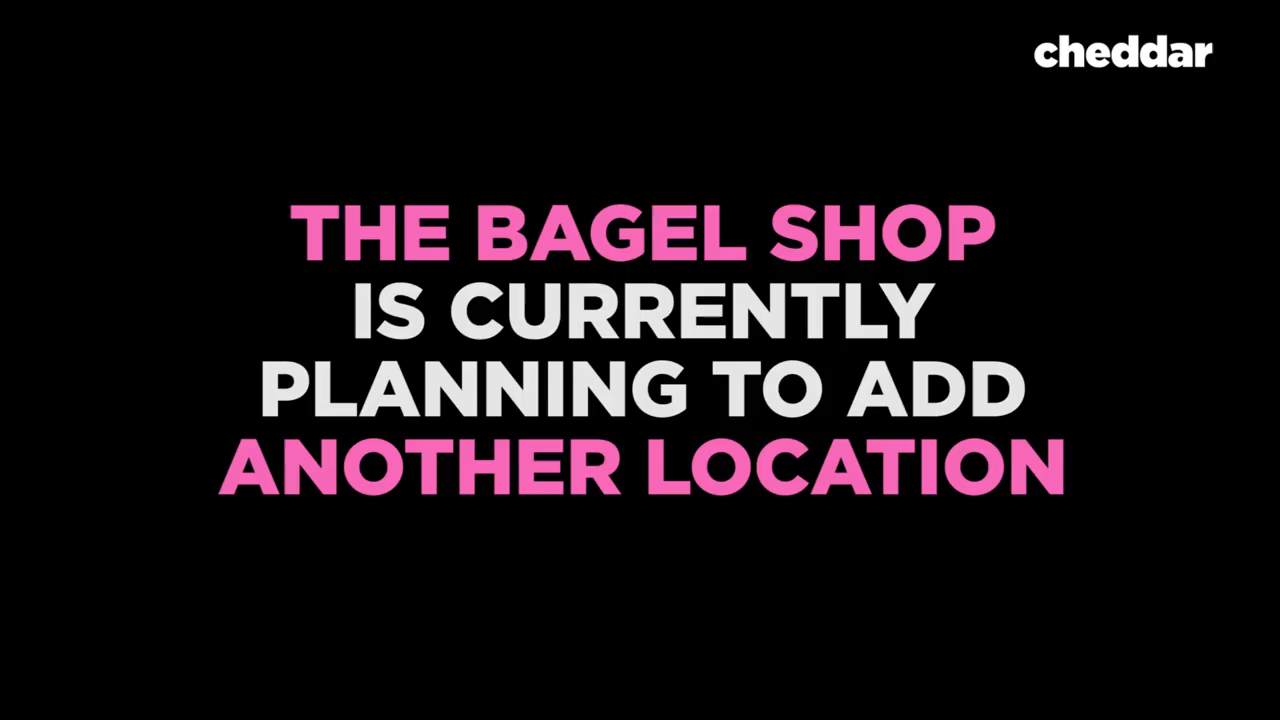 cheddar
THE BAGEL SHOP
IS CURRENTLY
PLANNING TO ADD
ANOTHER LOCATION